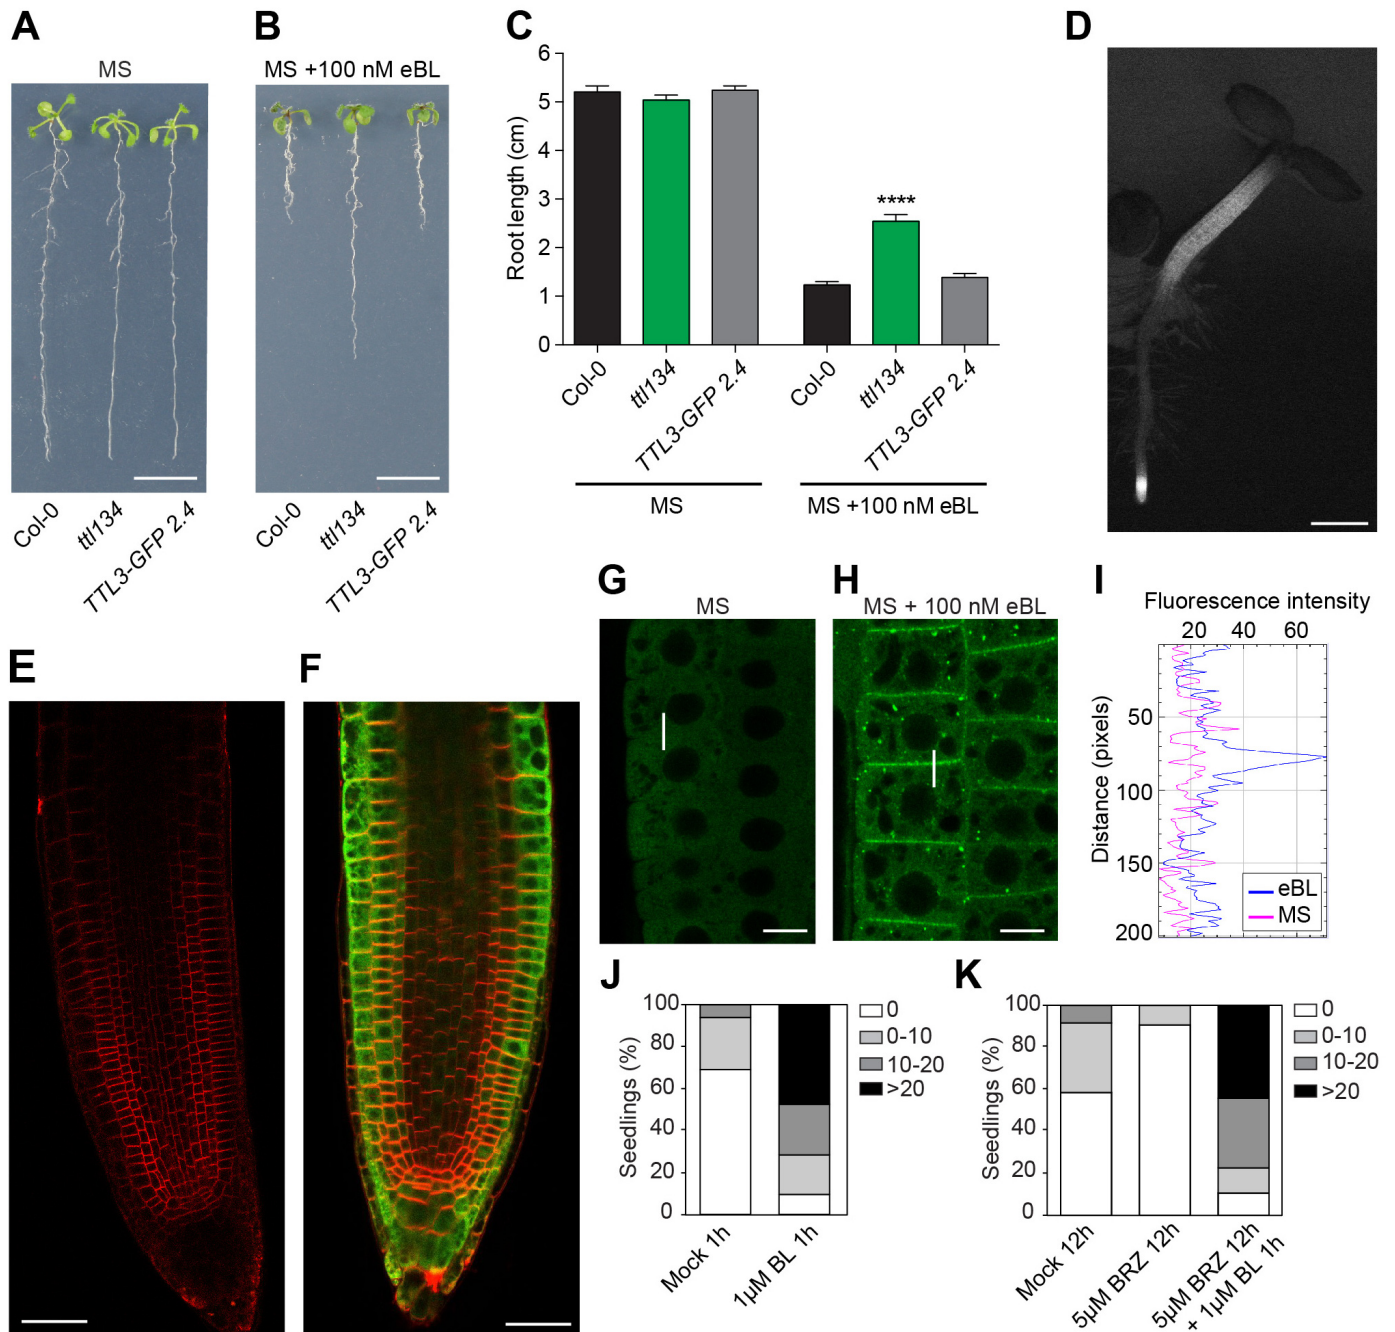 A
MS
Col-0
ttl134
TTL3-GFP 2.4
B
MS +100 nM eBL
Col-0
ttl134
TTL3-GFP 2.4
C
6
5
4
3
2
1
0
Root length (cm)
****
Col-0
ttl134
TTL3-GFP 2.4
Col-0
ttl134
TTL3-GFP 2.4
MS
MS +100 nM eBL
D
E
F
G
MS
H
MS + 100 nM eBL
I
Fluorescence intensity
20 40 60
50
100
150
200
Distance (pixels)
eBL
MS
J
100
80
60
40
20
0
Seedlings (%)
0
0-10
10-20
>20
Mock 1h
1µM BL 1h
K
100
80
60
40
20
0
Seedlings (%)
0
0-10
10-20
>20
Mock 12h
5µM BRZ 12h
5µM BRZ 12h
+ 1µM BL 1h